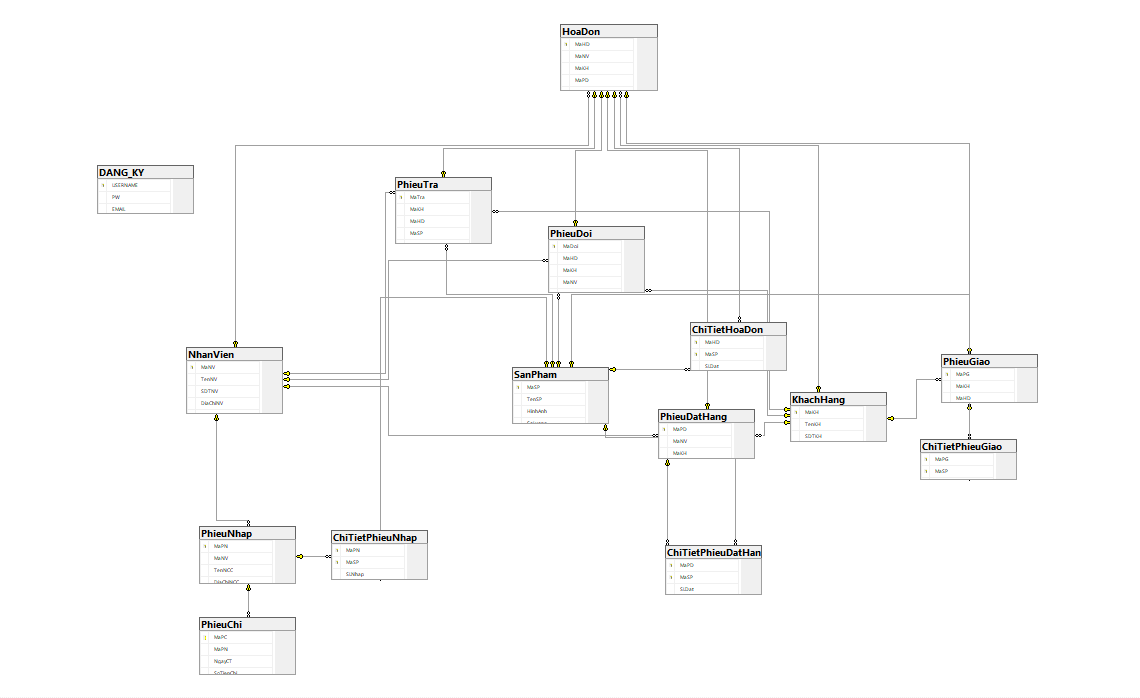 HoaDon
MaHD
MaNV
MaKH
MaPD
DANG_KY
USERNAME
PW
EMAIL
PhieuTra
MaTra
MaKH
MaHD
MaSP
PhieuDoi
MaDoi
MaHD
MaKH
MaNV
ChiTietHoaDon
MaHD
MaSP
SLDat
NhanVien
MaNV
TenNV
SDTNV
DiaChiNV
PhieuGiao
MaPG
MaKH
MaHD
SanPham
MaSP
TenSP
HinhAnh
KhachHang
MaKH
TenKH
SDTKH
PhieuDatHang
MaPD
MaNV
MaKH
ChiTietPhieuGiao
MaPG
MaSP
PhieuNhap
MaPN
MaNV
TenNCC
DiaChiNCC
ChiTietPhieuNhap
MaPN
MaSP
SLNhap
ChiTietPhieuDatHan
MaPD
MaSP
SLDat
PhieuChi
MaPC
MaPN
NgayCT
SoTienChi